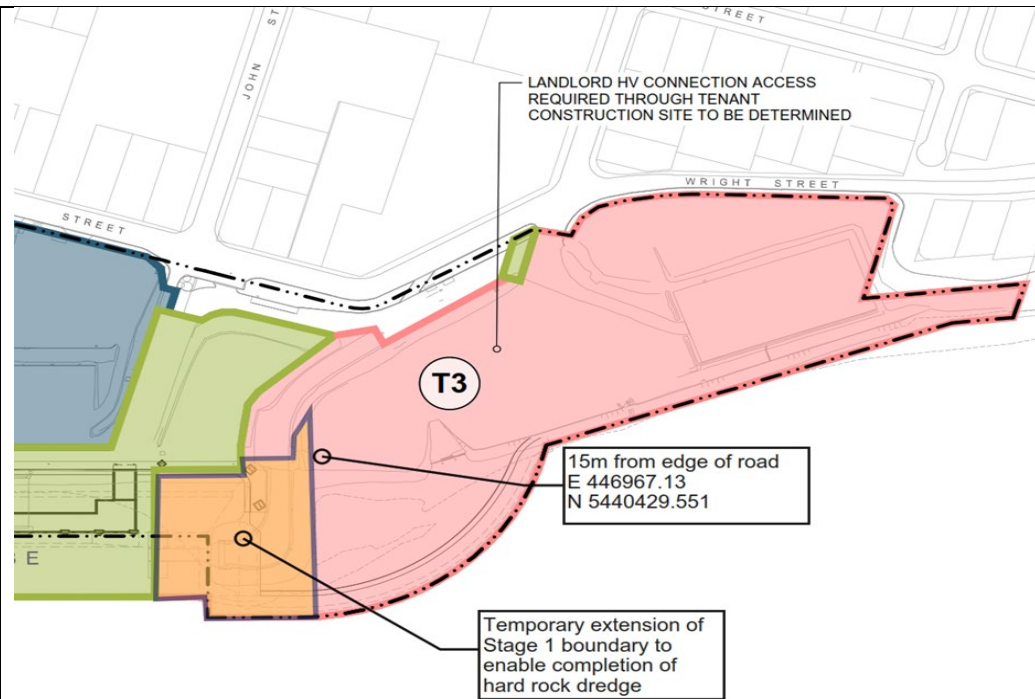 STREET
JOHN ST
LANDLORD HV CONNECTION ACCESS
REQUIRED THROUGH TENANT
CONSTRUCTION SITE TO BE DETERMINED
WRIGHT STREET
STREET
T3
15m from edge of road
E 446967.13
N 5440429.551
S E
Temporary extension of
Stage 1 boundary to
enable completion of
hard rock dredge